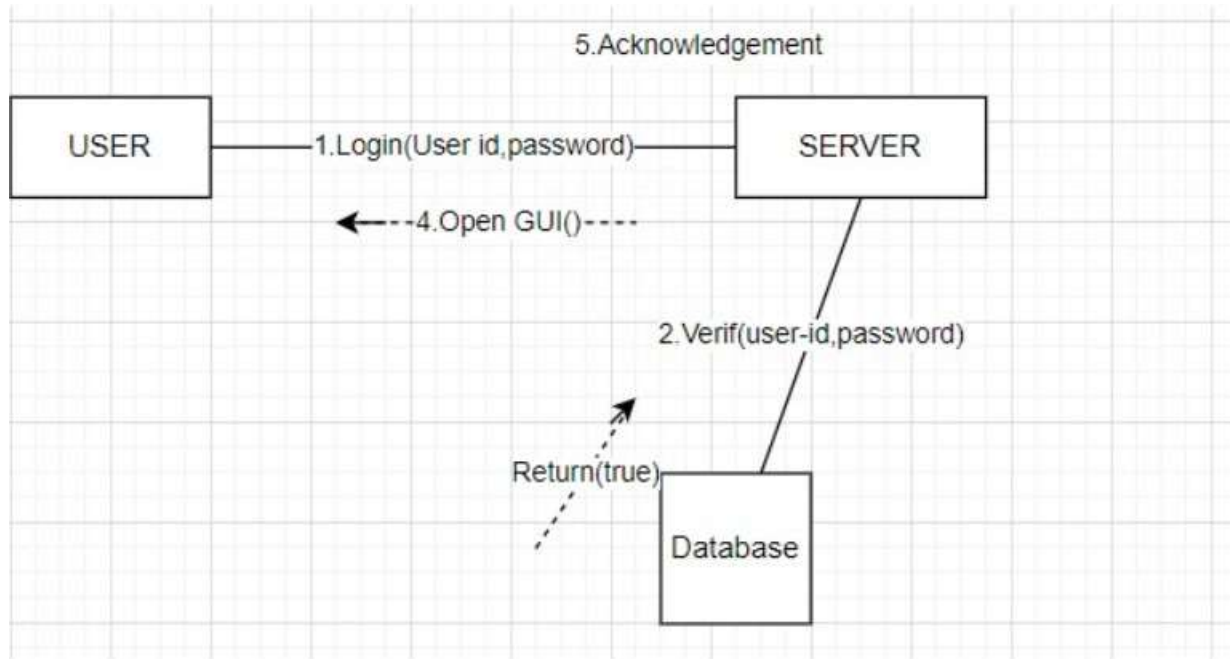 5.Acknowledgement
USER
1.Login(User id,password)
SERVER
4.Open GUI()
2.Verif(user-id,password)
Return(true)
Database